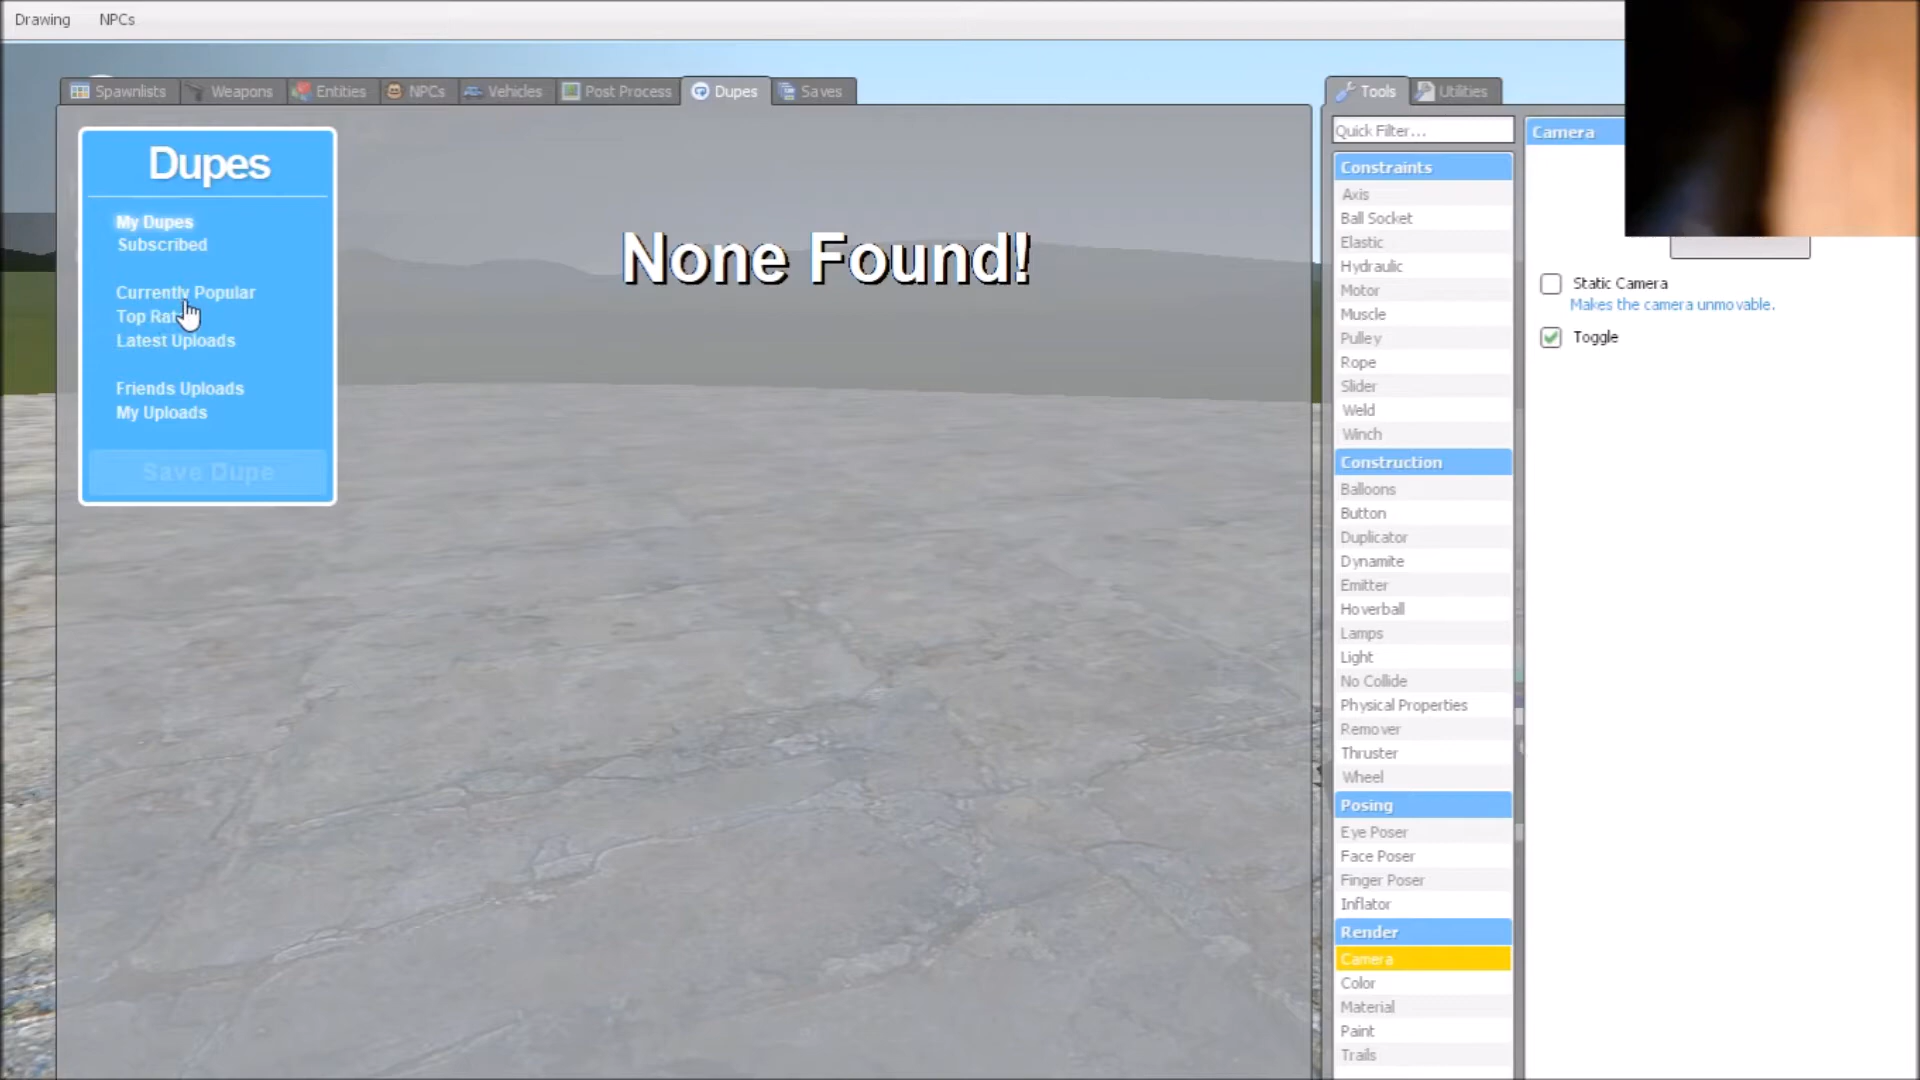 Drawing NPCs
Spawnlists Weapons Entities NPCs Vehicles Post Process Dupes Saves
Tools Utilities
Dupes
My Dupes
Subscribed
Currently Popular
Top Rat
Latest Uploads
Friends Uploads
My Uploads
Save Dupe
None Found!
Quick Filter...
Constraints
Axis
Ball Socket
Elastic
Hydraulic
Motor
Muscle
Pulley
Rope
Slider
Weld
Winch
Construction
Balloons
Button
Duplicator
Dynamite
Emitter
Hoverball
Lamps
Light
No Collide
Physical Properties
Remover
Thruster
Wheel
Posing
Eye Poser
Face Poser
Finger Poser
Inflator
Render
Camera
Color
Material
Paint
Trails
Camera
Static Camera
Makes the camera unmovable.
Toggle